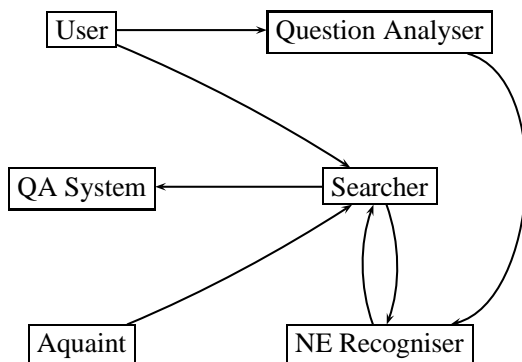 User
Question Analyser
QA System
Searcher
Aquaint
NE Recogniser